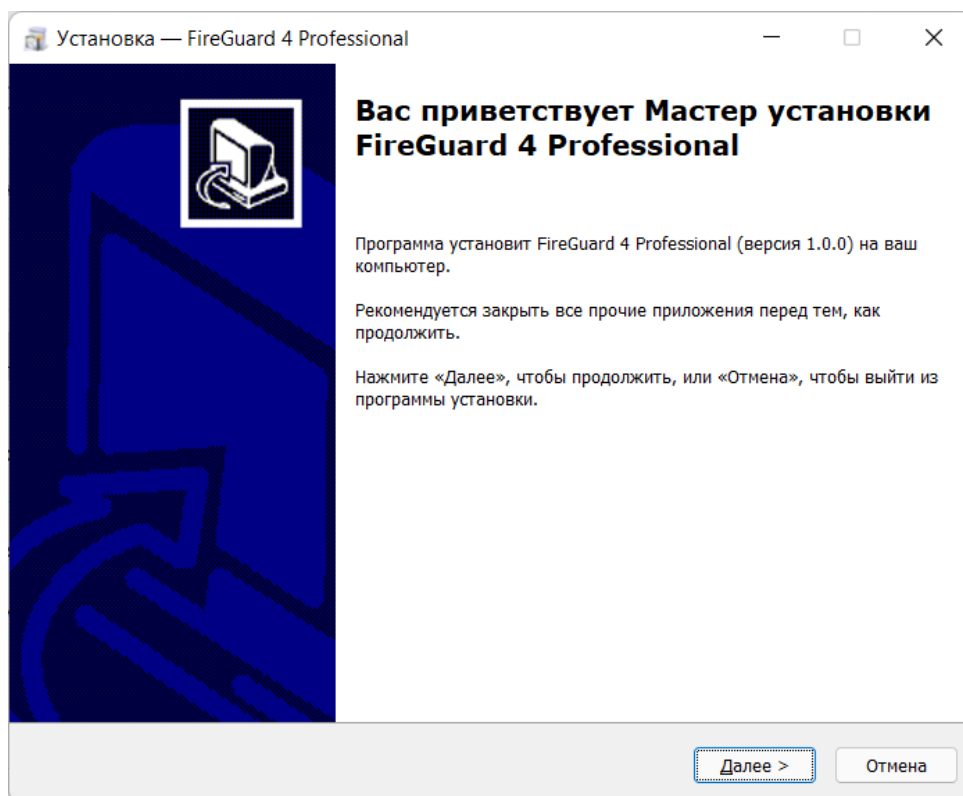 Установка — FireGuard 4 Professional
Вас приветствует Мастер установки
FireGuard 4 Professional
Программа установит FireGuard 4 Professional (версия 1.0.0) на ваш
компьютер.
Рекомендуется закрыть все прочие приложения перед тем, как
продолжить.
Нажмите «Далее», чтобы продолжить, или «Отмена», чтобы выйти из
программы установки.
Далее >
Отмена